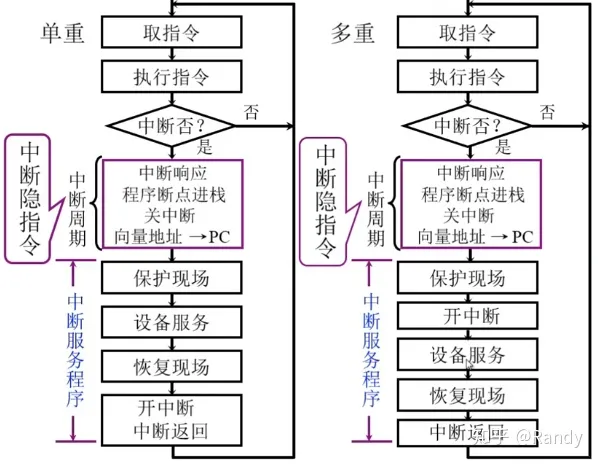 单重
取指令
执行指令
中断否？
否
是
中断隐指令
中断周期
中断响应
程序断点进栈
关中断
向量地址 →PC
中断服务程序
保护现场
设备服务
恢复现场
开中断
中断返回
多重
取指令
执行指令
中断否？
否
是
中断隐指令
中断周期
中断响应
程序断点进栈
关中断
向量地址 →PC
中断服务程序
保护现场
开中断
设备服务
恢复现场
中断返回
知乎 @Randy